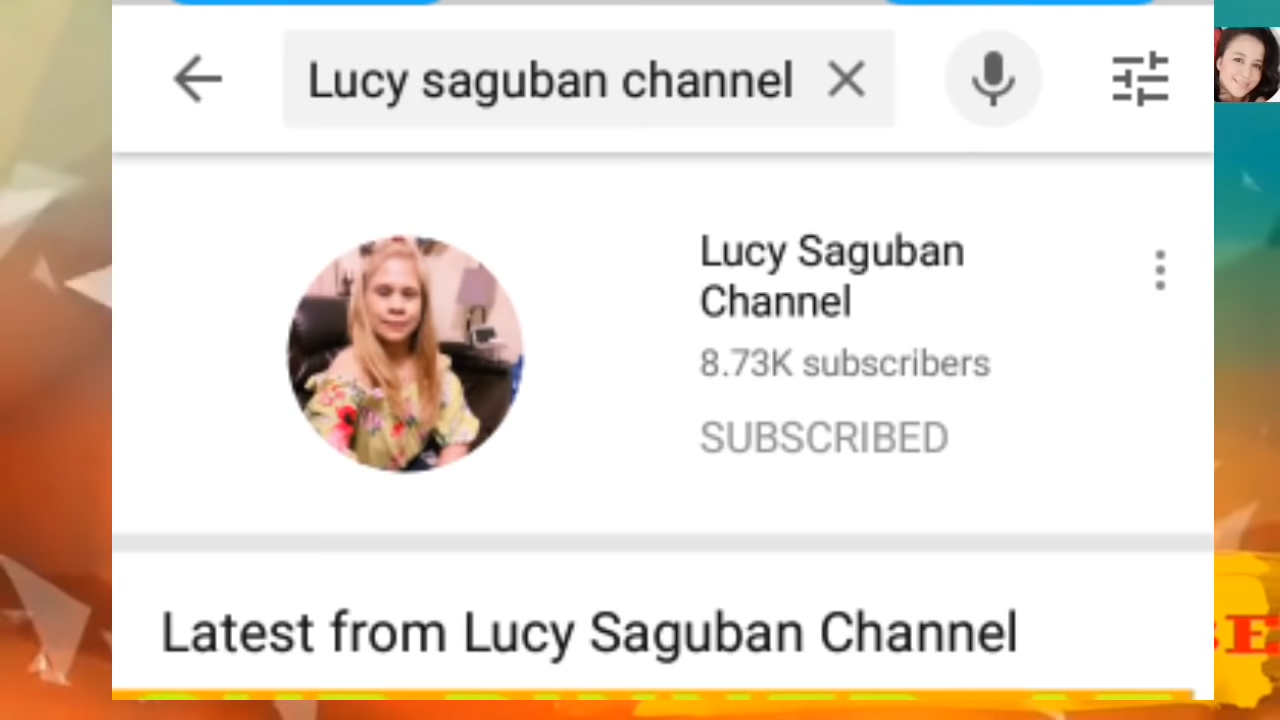 Lucy saguban channel
Lucy Saguban
Channel
8.73K subscribers
SUBSCRIBED
Latest from Lucy Saguban Channel